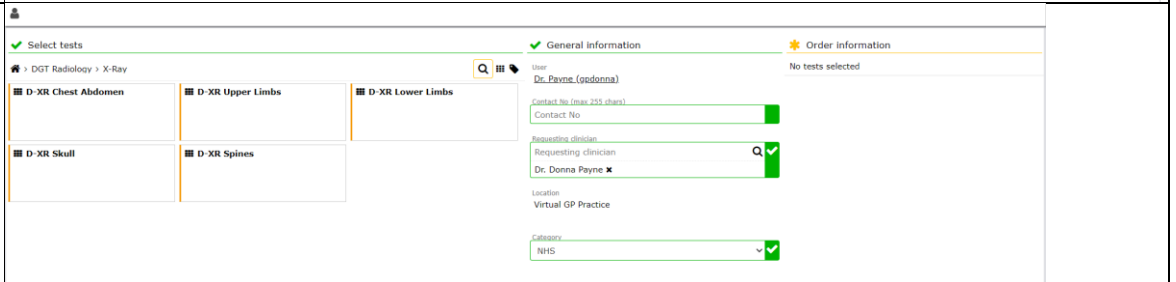 Select tests
DGT Radiology > X-Ray
D-XR Chest Abdomen
D-XR Upper Limbs
D-XR Lower Limbs
D-XR Skull
D-XR Spines
General information
User
Dr. Payne (gpdonna)
Contact No (max 255 chars)
Contact No
Requesting clinician
Requesting clinician
Dr. Donna Payne ✖
Location
Virtual GP Practice
Category
NHS
Order information
No tests selected